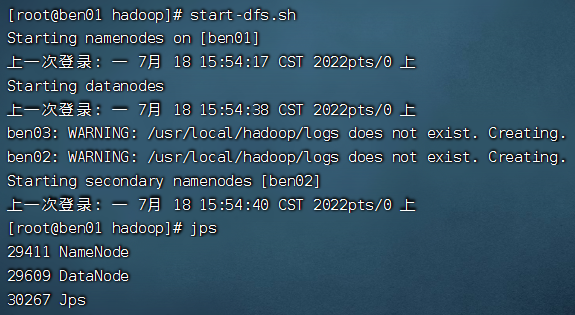 [root@ben01 hadoop]# start-dfs.sh
Starting namenodes on [ben01]
上一次登录: 一 7月 18 15:54:17 CST 2022pts/0 上
Starting datanodes
上一次登录: 一 7月 18 15:54:38 CST 2022pts/0 上
ben03: WARNING: /usr/local/hadoop/logs does not exist. Creating.
ben02: WARNING: /usr/local/hadoop/logs does not exist. Creating.
Starting secondary namenodes [ben02]
上一次登录: 一 7月 18 15:54:40 CST 2022pts/0 上
[root@ben01 hadoop]# jps
29411 NameNode
29609 DataNode
30267 Jps